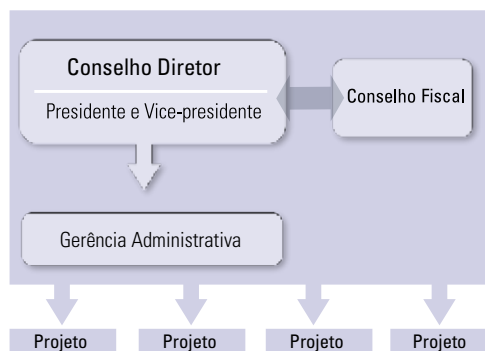 Conselho Diretor
Presidente e Vice-presidente
Conselho Fiscal
Gerência Administrativa
Projeto
Projeto
Projeto
Projeto